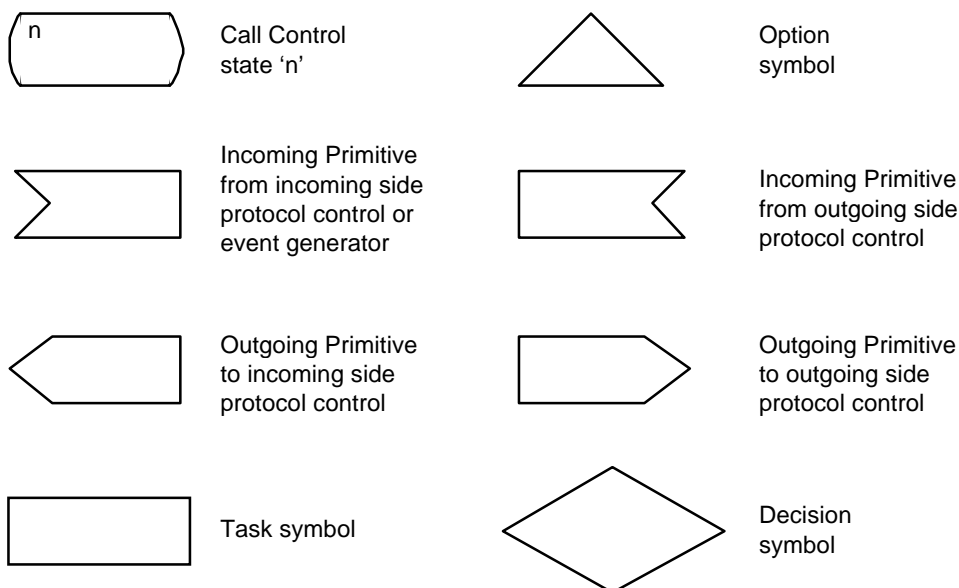 n
Call Control
state ‘n’
Option
symbol
Incoming Primitive
from incoming side
protocol control or
event generator
Incoming Primitive
from outgoing side
protocol control
Outgoing Primitive
to incoming side
protocol control
Outgoing Primitive
to outgoing side
protocol control
Task symbol
Decision
symbol